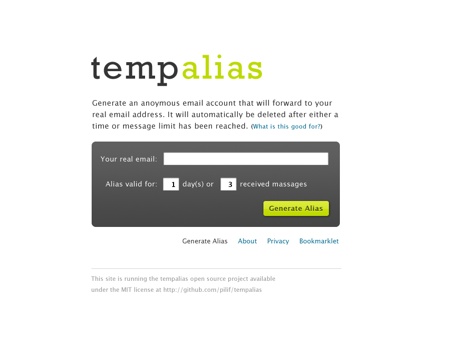 tempalias
Generate an anoymous email account that will forward to your
real email address. It will automatically be deleted after either a
time or message limit has been reached. (What is this good for?)
Your real email:
Alias valid for: 1 day(s) or 3 received massages
Generate Alias
Generate Alias About Privacy Bookmarklet
This site is running the tempalias open source project available
under the MIT license at http://github.com/pilif/tempalias